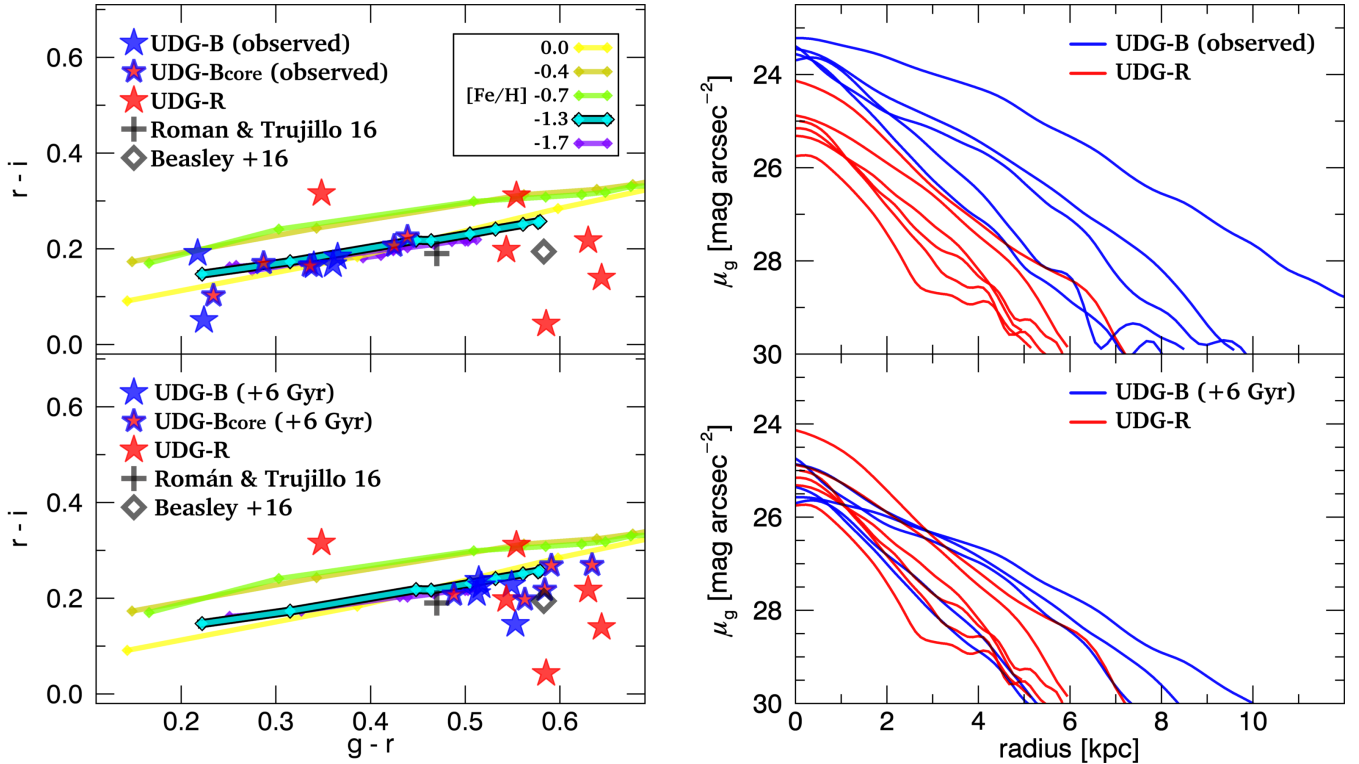 0.6
0.4
0.2
0.0
r - i
UDG-B (observed)
UDG-Bcore (observed)
UDG-R
Roman & Trujillo 16
Beasley +16
0.0
-0.4
[Fe/H] -0.7
-1.3
-1.7
24
26
28
30
μg [mag arcsec−2]
UDG-B (observed)
UDG-R
0.6
0.4
0.2
0.0
r - i
UDG-B (+6 Gyr)
UDG-Bcore (+6 Gyr)
UDG-R
Román & Trujillo 16
Beasley +16
0.2 0.3 0.4 0.5 0.6
g - r
24
26
28
30
μg [mag arcsec−2]
UDG-B (+6 Gyr)
UDG-R
0 2 4 6 8 10
radius [kpc]